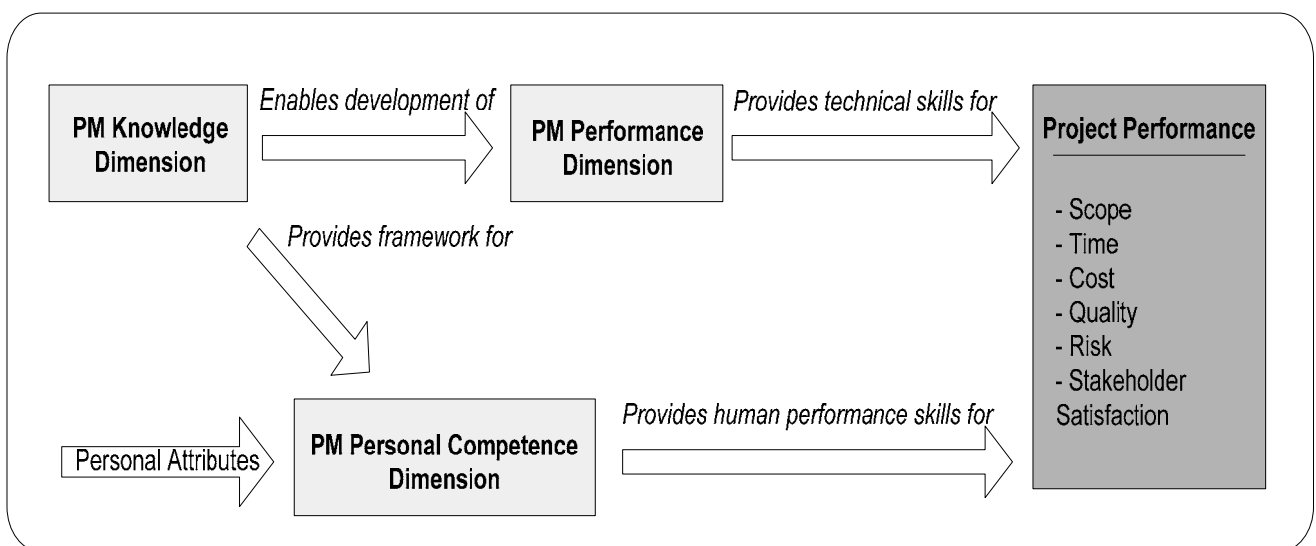 Enables development of
Provides technical skills for
PM Knowledge
Dimension
PM Performance
Dimension
Project Performance
- Scope
- Time
- Cost
- Quality
- Risk
- Stakeholder
Satisfaction
Provides framework for
Personal Attributes
PM Personal Competence
Dimension
Provides human performance skills for